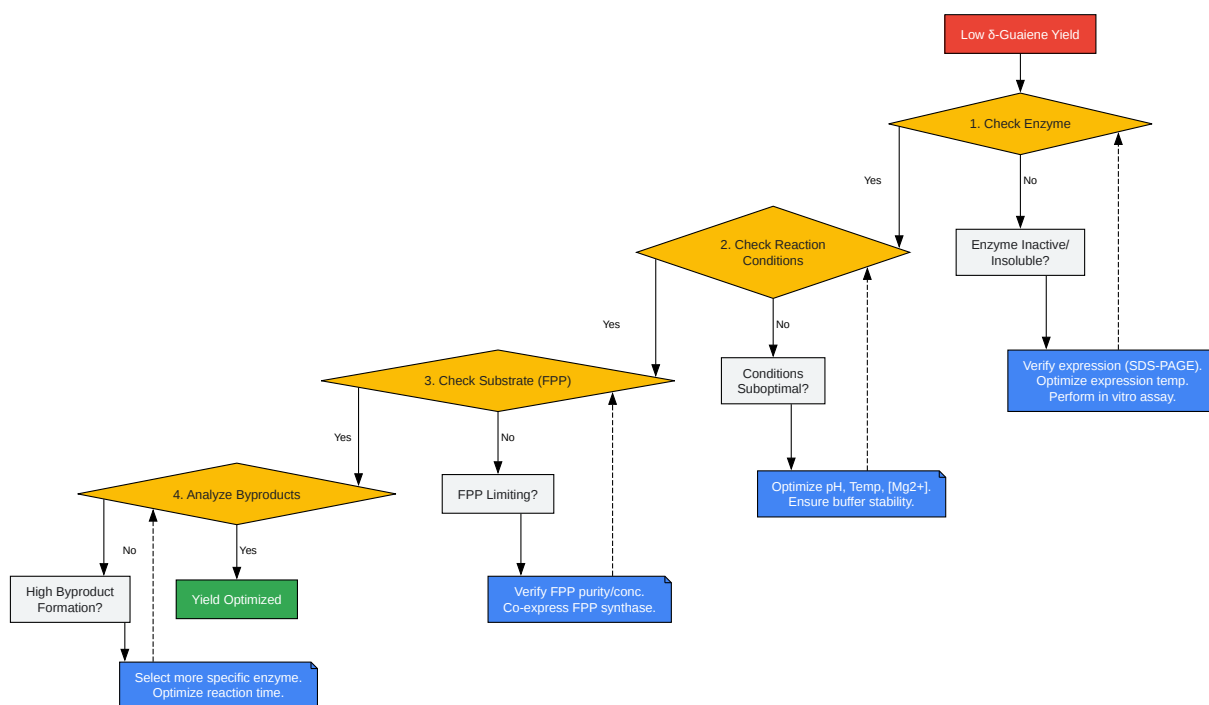 Low δ-Guaiene Yield
1. Check Enzyme
Yes
No
2. Check Reaction
Conditions
Enzyme Inactive/
Insoluble?
Yes
No
Verify expression (SDS-PAGE).
Optimize expression temp.
Perform in vitro assay.
3. Check Substrate (FPP)
Conditions
Suboptimal?
Yes
No
Optimize pH, Temp, [Mg2+].
Ensure buffer stability.
4. Analyze Byproducts
FPP Limiting?
No
Yes
High Byproduct
Formation?
Yield Optimized
Verify FPP purity/conc.
Co-express FPP synthase.
Select more specific enzyme.
Optimize reaction time.